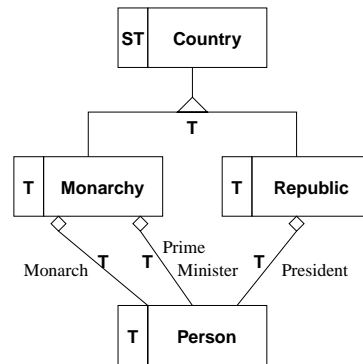 ST Country
T
T Monarchy
T Republic
Prime
Monarch T T Minister T President
T Person